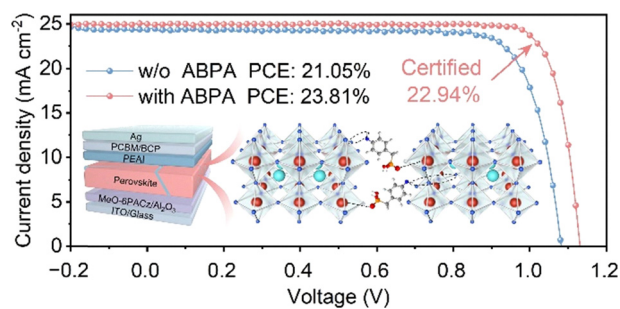 Current density (mA cm⁻²)
25
20
15
10
5
0
w/o ABPA PCE: 21.05%
with ABPA PCE: 23.81%
Certified
22.94%
Ag
PCBM/BCP
PEAI
Perovskite
MeO-6PACz/Al₂O₃
ITO/Glass
-0.2 0.0 0.2 0.4 0.6 0.8 1.0 1.2
Voltage (V)